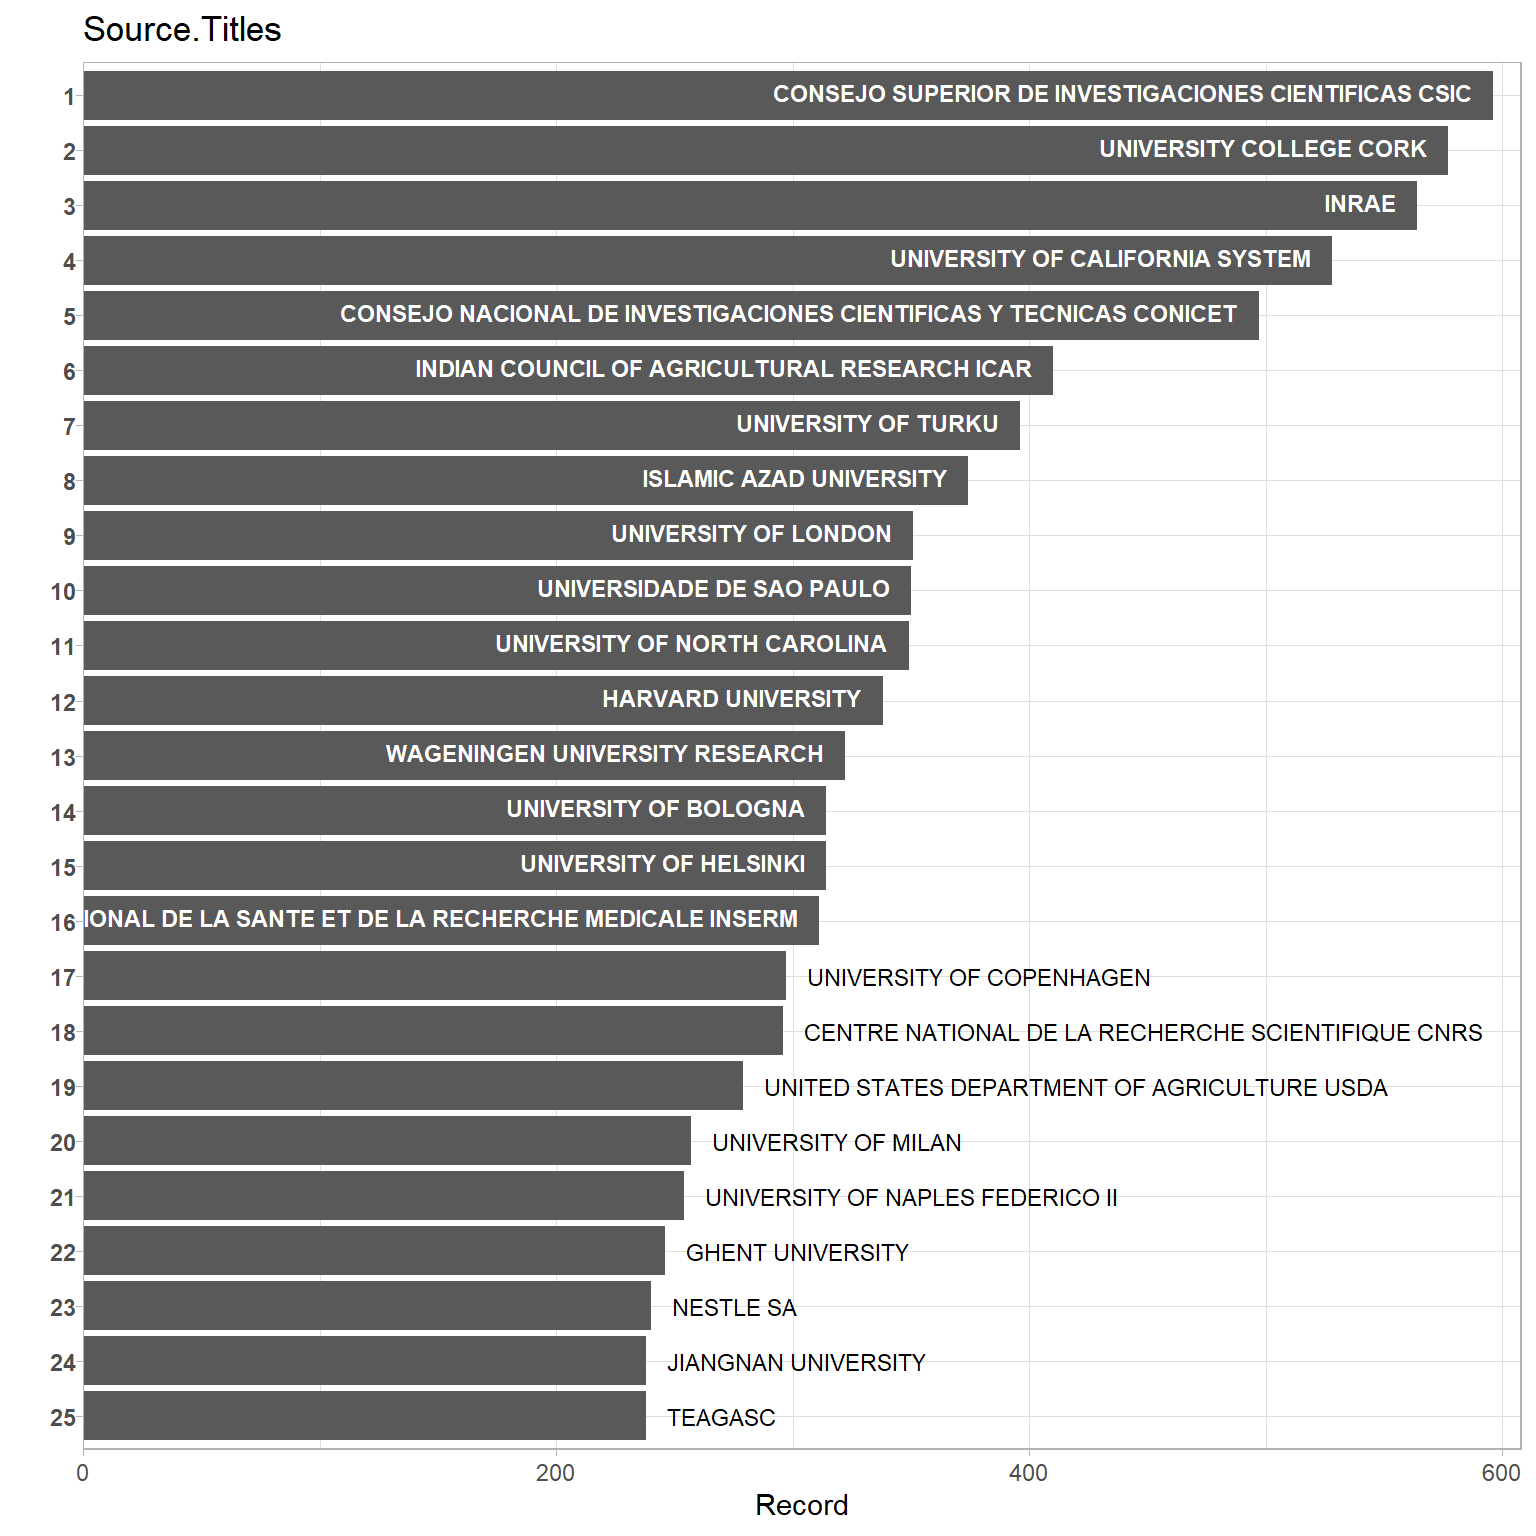 Source.Titles
1 CONSEJO SUPERIOR DE INVESTIGACIONES CIENTIFICAS CSIC
2 UNIVERSITY COLLEGE CORK
3 INRAE
4 UNIVERSITY OF CALIFORNIA SYSTEM
5 CONSEJO NACIONAL DE INVESTIGACIONES CIENTIFICAS Y TECNICAS CONICET
6 INDIAN COUNCIL OF AGRICULTURAL RESEARCH ICAR
7 UNIVERSITY OF TURKU
8 ISLAMIC AZAD UNIVERSITY
9 UNIVERSITY OF LONDON
10 UNIVERSIDADE DE SAO PAULO
11 UNIVERSITY OF NORTH CAROLINA
12 HARVARD UNIVERSITY
13 WAGENINGEN UNIVERSITY RESEARCH
14 UNIVERSITY OF BOLOGNA
15 UNIVERSITY OF HELSINKI
16 IONAL DE LA SANTE ET DE LA RECHERCHE MEDICALE INSERM
17 UNIVERSITY OF COPENHAGEN
18 CENTRE NATIONAL DE LA RECHERCHE SCIENTIFIQUE CNRS
19 UNITED STATES DEPARTMENT OF AGRICULTURE USDA
20 UNIVERSITY OF MILAN
21 UNIVERSITY OF NAPLES FEDERICO II
22 GHENT UNIVERSITY
23 NESTLE SA
24 JIANGNAN UNIVERSITY
25 TEAGASC
0 200 400 600
Record